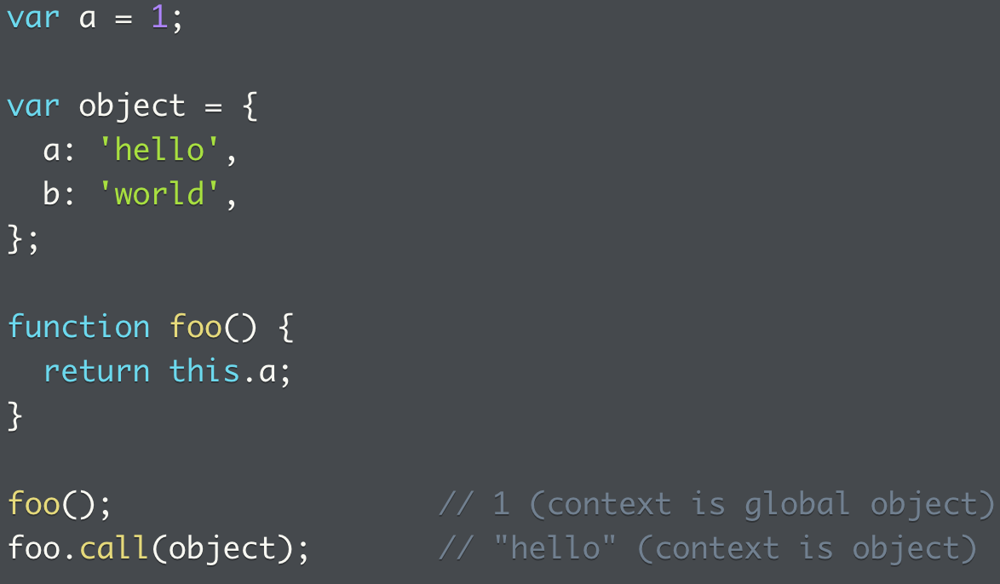 var a = 1;
var object = {
  a: 'hello',
  b: 'world',
};
function foo() {
  return this.a;
}
foo();                  // 1 (context is global object)
foo.call(object);       // "hello" (context is object)